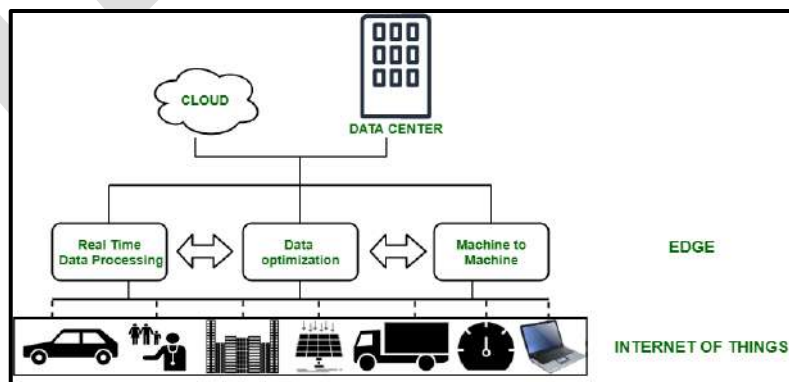 CLOUD
DATA CENTER
Real Time
Data Processing
Data
optimization
Machine to
Machine
EDGE
INTERNET OF THINGS